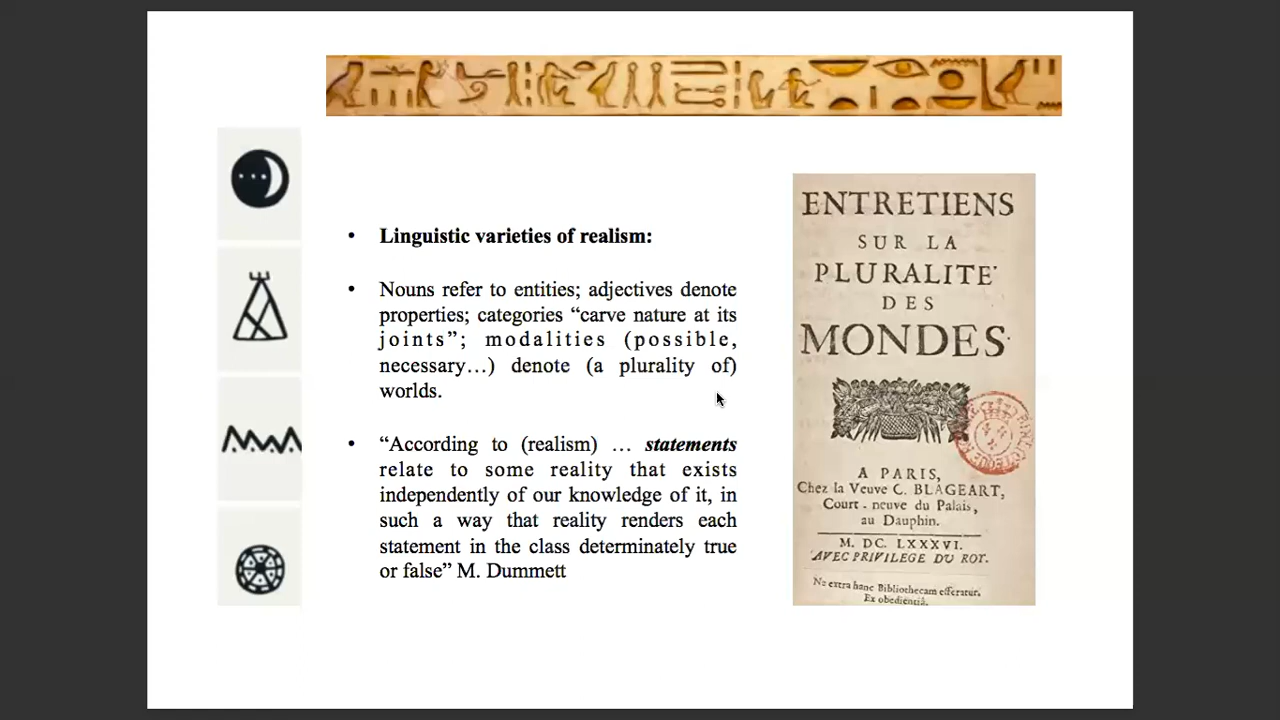 • Linguistic varieties of realism:
• Nouns refer to entities; adjectives denote
properties; categories “carve nature at its
joints”; modalities (possible,
necessary…) denote (a plurality of)
worlds.
• “According to (realism) … statements
relate to some reality that exists
independently of our knowledge of it, in
such a way that reality renders each
statement in the class determinately true
or false” M. Dummett
ENTRETIENS
SUR LA
PLURALITE
DES
MONDES.
A PARIS,
Chez la Veuve C. BLAGEART,
Court-neuve du Palais,
au Dauphin.
M. DC. LXXXVI.
AVEC PRIVILEGE DU ROY.
Ne extra hanc Bibliothecam efferatur.
Ex obedientiâ.